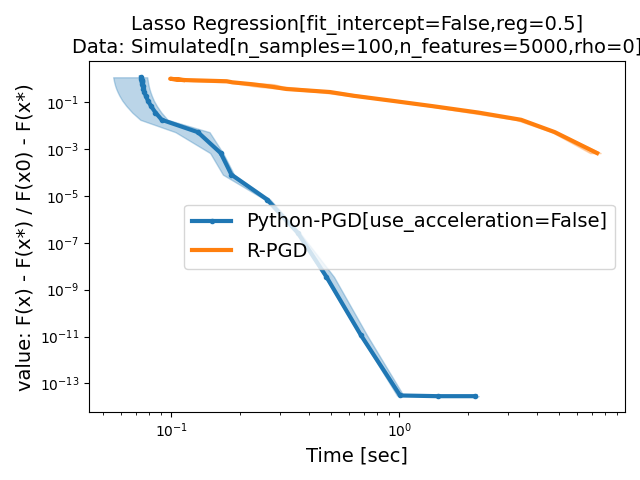 Lasso Regression[fit_intercept=False,reg=0.5]
Data: Simulated[n_samples=100,n_features=5000,rho=0]
value: F(x) - F(x*) / F(x0) - F(x*)
10⁻¹
10⁻³
10⁻⁵
10⁻⁷
10⁻⁹
10⁻¹¹
10⁻¹³
Python-PGD[use_acceleration=False]
R-PGD
10⁻¹ 10⁰
Time [sec]